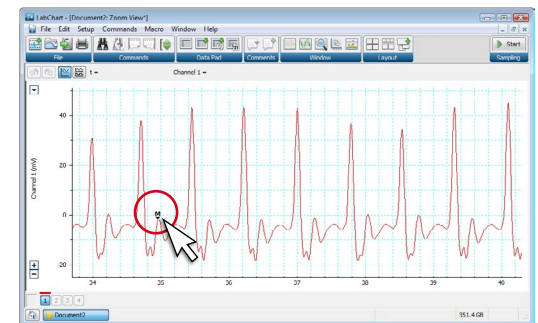 LabChart - [Document2: Zoom View*]
File Edit Setup Commands Macro Window Help
Start
File Commands Data Pad Comments Window Layout Sampling
t = Channel 1 =
40
20
0
20
Channel 1 (mV)
M
34 35 36 37 38 39 40
1 2 3 4
Document2 351.4 GB